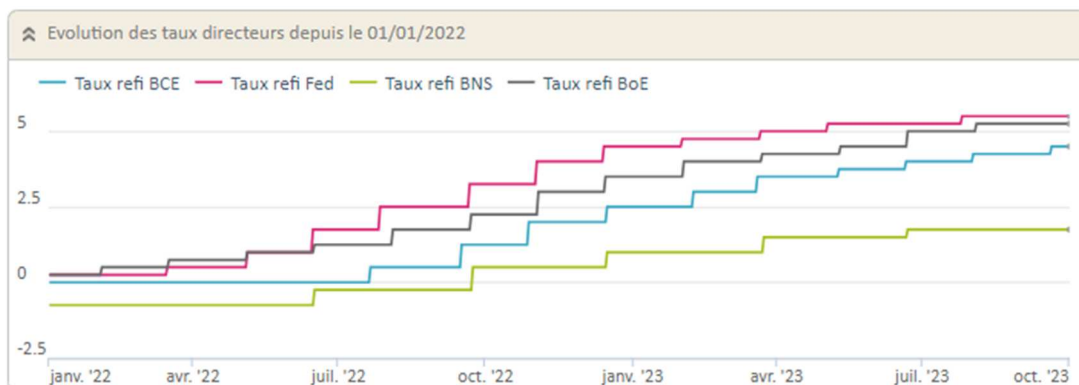 Evolution des taux directeurs depuis le 01/01/2022
Taux refi BCE Taux refi Fed Taux refi BNS Taux refi BoE
5
2.5
0
-2.5
janv. '22 avr. '22 juil. '22 oct. '22 janv. '23 avr. '23 juil. '23 oct. '23